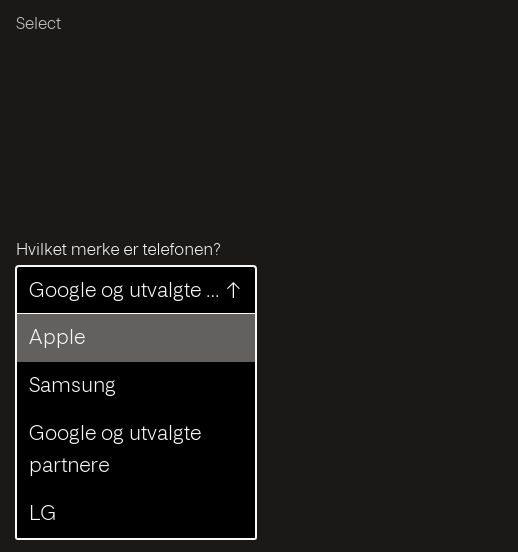 Select
Hvilket merke er telefonen?
Google og utvalgte ...
Apple
Samsung
Google og utvalgte
partnere
LG